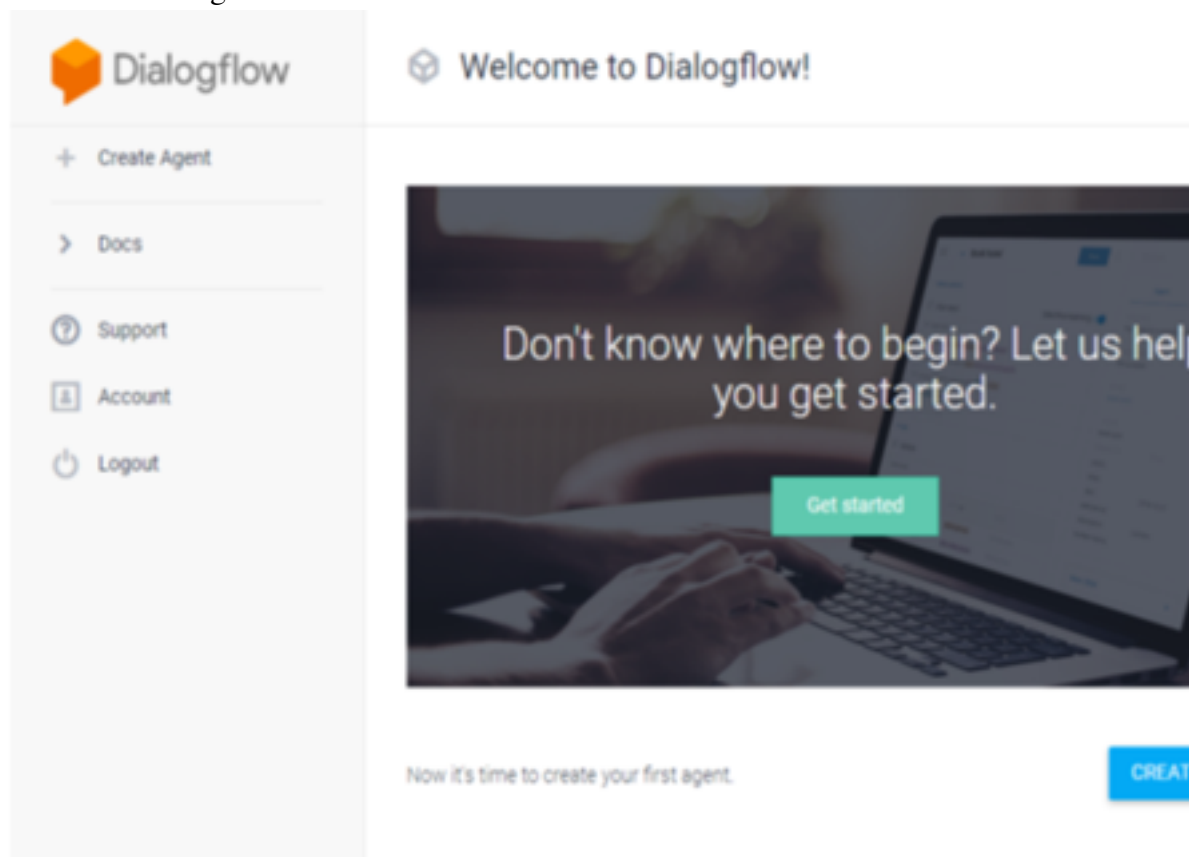 Dialogflow
Welcome to Dialogflow!
Create Agent
Docs
Support
Account
Logout
Don't know where to begin? Let us hel
you get started.
Get started
Now it's time to create your first agent.
CREAT